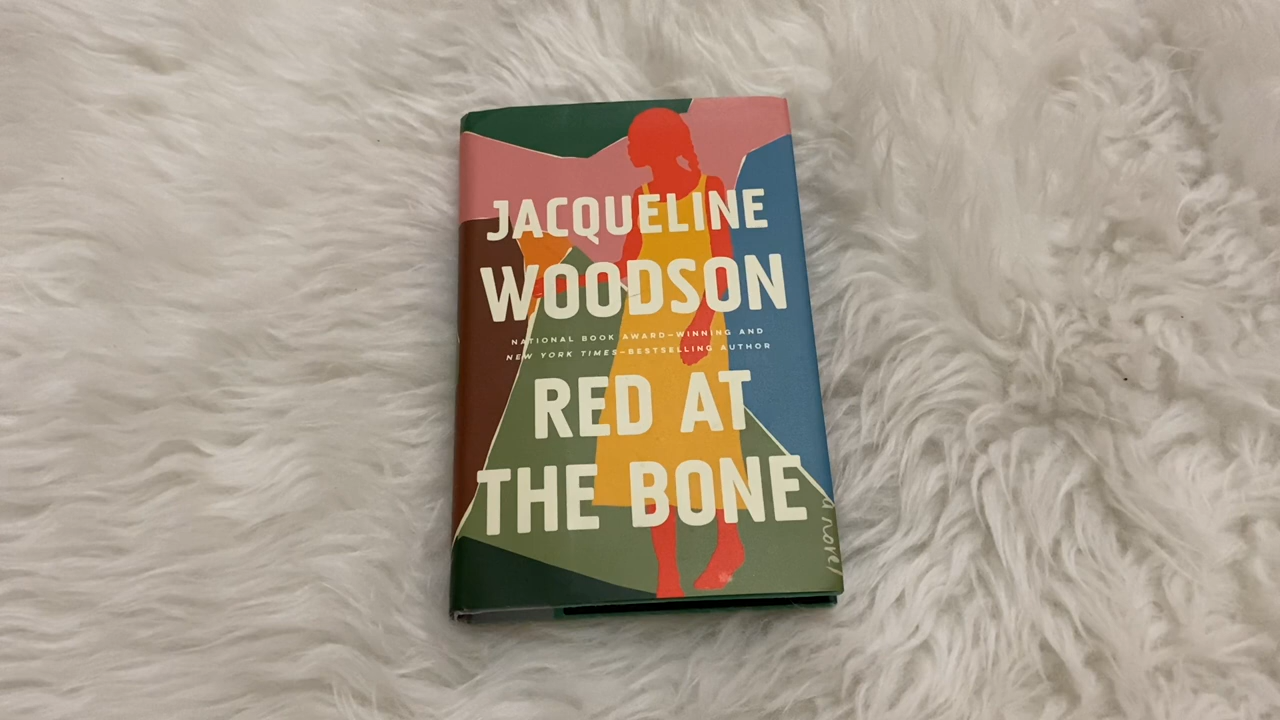 JACQUELINE
WOODSON
NATIONAL BOOK AWARD–WINNING AND
NEW YORK TIMES–BESTSELLING AUTHOR
RED AT
THE BONE
a novel